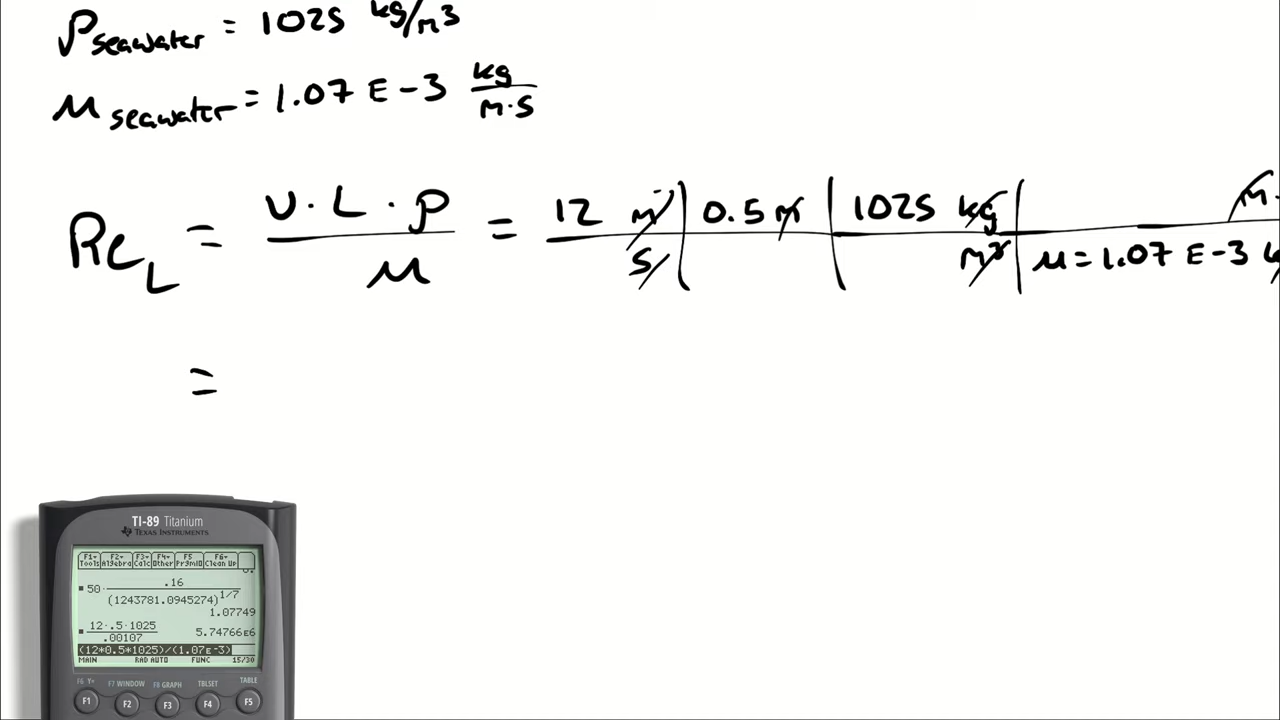 ρseawater = 1025 kg/m³
μseawater = 1.07 E-3 kg/m·s
ReL = U·L·ρ/μ = 12 m/s | 0.5 m | 1025 kg/m³ | m·/μ = 1.07 E-3
=
TI-89 Titanium
TEXAS INSTRUMENTS
F1▾ Tools F2▾ Algebra F3▾ Calc F4▾ Other F5 PrgmIO F6▾ Clean Up
50 · .16/(1243781.0945274)^1/7
1.07749
12·.5·1025/.00107 5.74766E6
(12*0.5*1025)/(1.07E-3)
MAIN RAD AUTO FUNC 15/30
F6 Y= F7 WINDOW F8 GRAPH TBLSET TABLE
F1 F2 F3 F4 F5